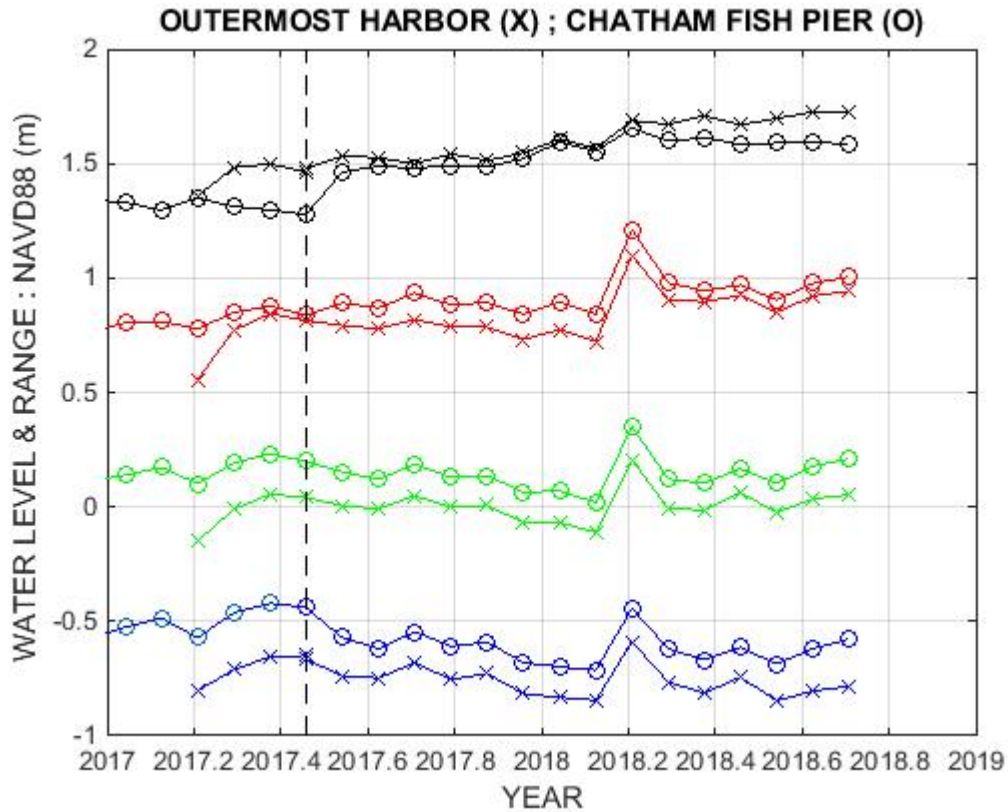 OUTERMOST HARBOR (X) ; CHATHAM FISH PIER (O)
WATER LEVEL & RANGE : NAVD88 (m)
2
1.5
1
0.5
0
-0.5
-1
2017 2017.2 2017.4 2017.6 2017.8 2018 2018.2 2018.4 2018.6 2018.8 2019
YEAR